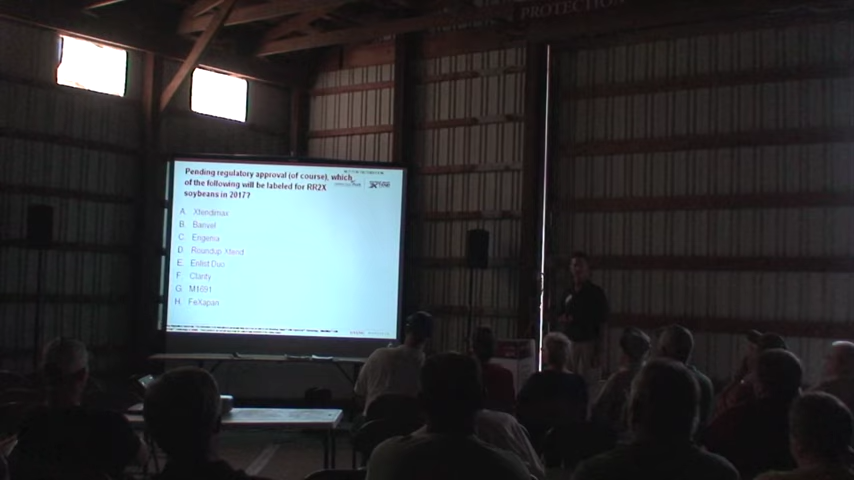 PROTECTION
Pending regulatory approval (of course), which
of the following will be labeled for RR2X
soybeans in 2017?
A. Xtendimax
B. Banvel
C. Engenia
D. Roundup Xtend
E. Enlist Duo
F. Clarity
G. M1691
H. FeXapan